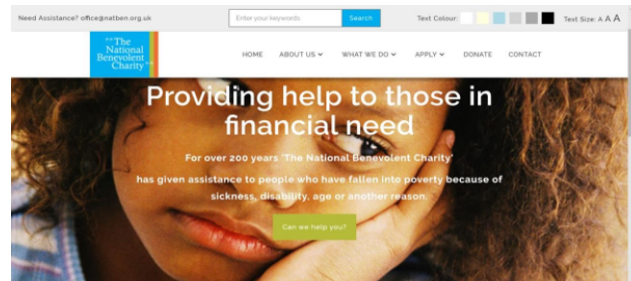 Need Assistance? office@natben.org.uk
Enter your keywords
Search
Text Colour:
Text Size: A A A
The
National
Benevolent
Charity
HOME ABOUT US WHAT WE DO APPLY DONATE CONTACT
Providing help to those in
financial need
For over 200 years 'The National Benevolent Charity'
has given assistance to people who have fallen into poverty because of
sickness, disability, age or another reason.
Can we help you?